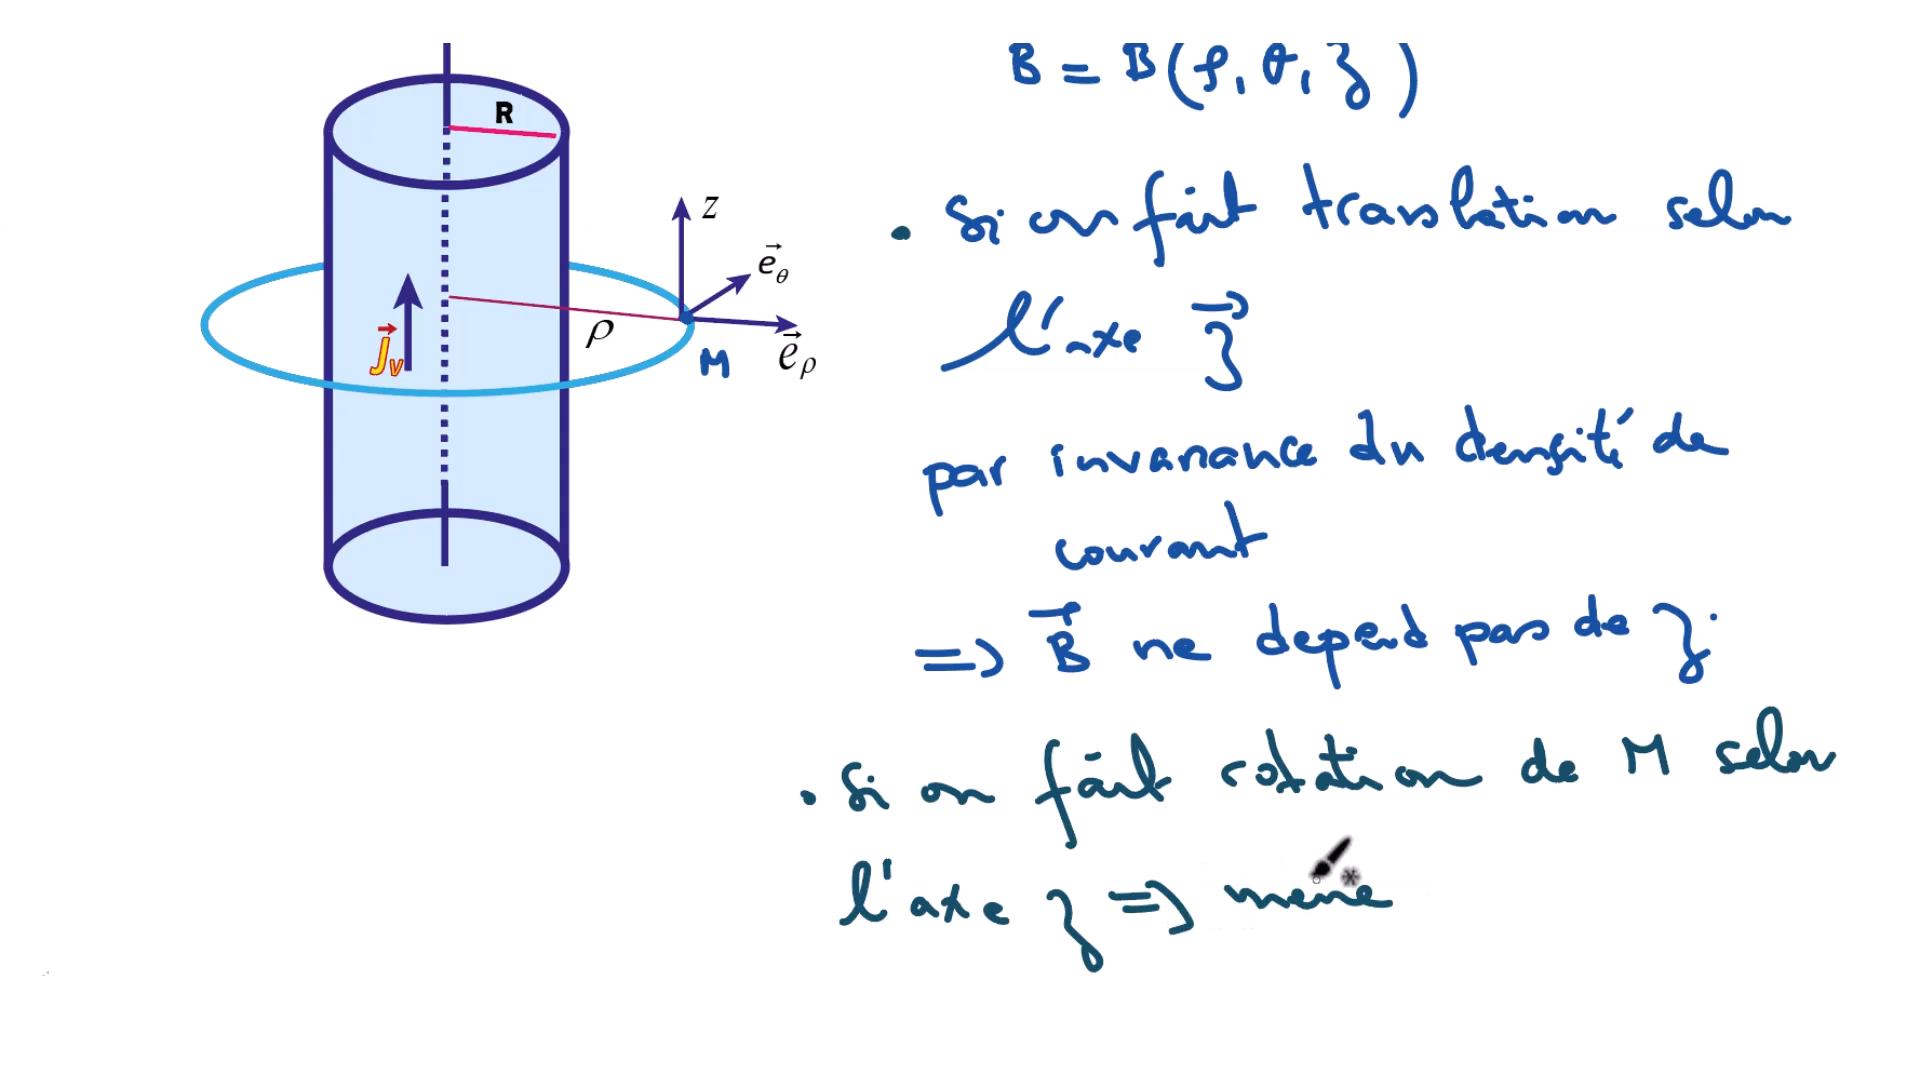 R
z
e⃗θ
ρ
M
e⃗ρ
J⃗v
B = B(ρ, θ, z)
. Si on fait translation selon
l'axe z⃗
par invariance du densité de
courant
=> B⃗ ne depend pas de z.
. Si on fait rotation de M selon
l'axe z => meme